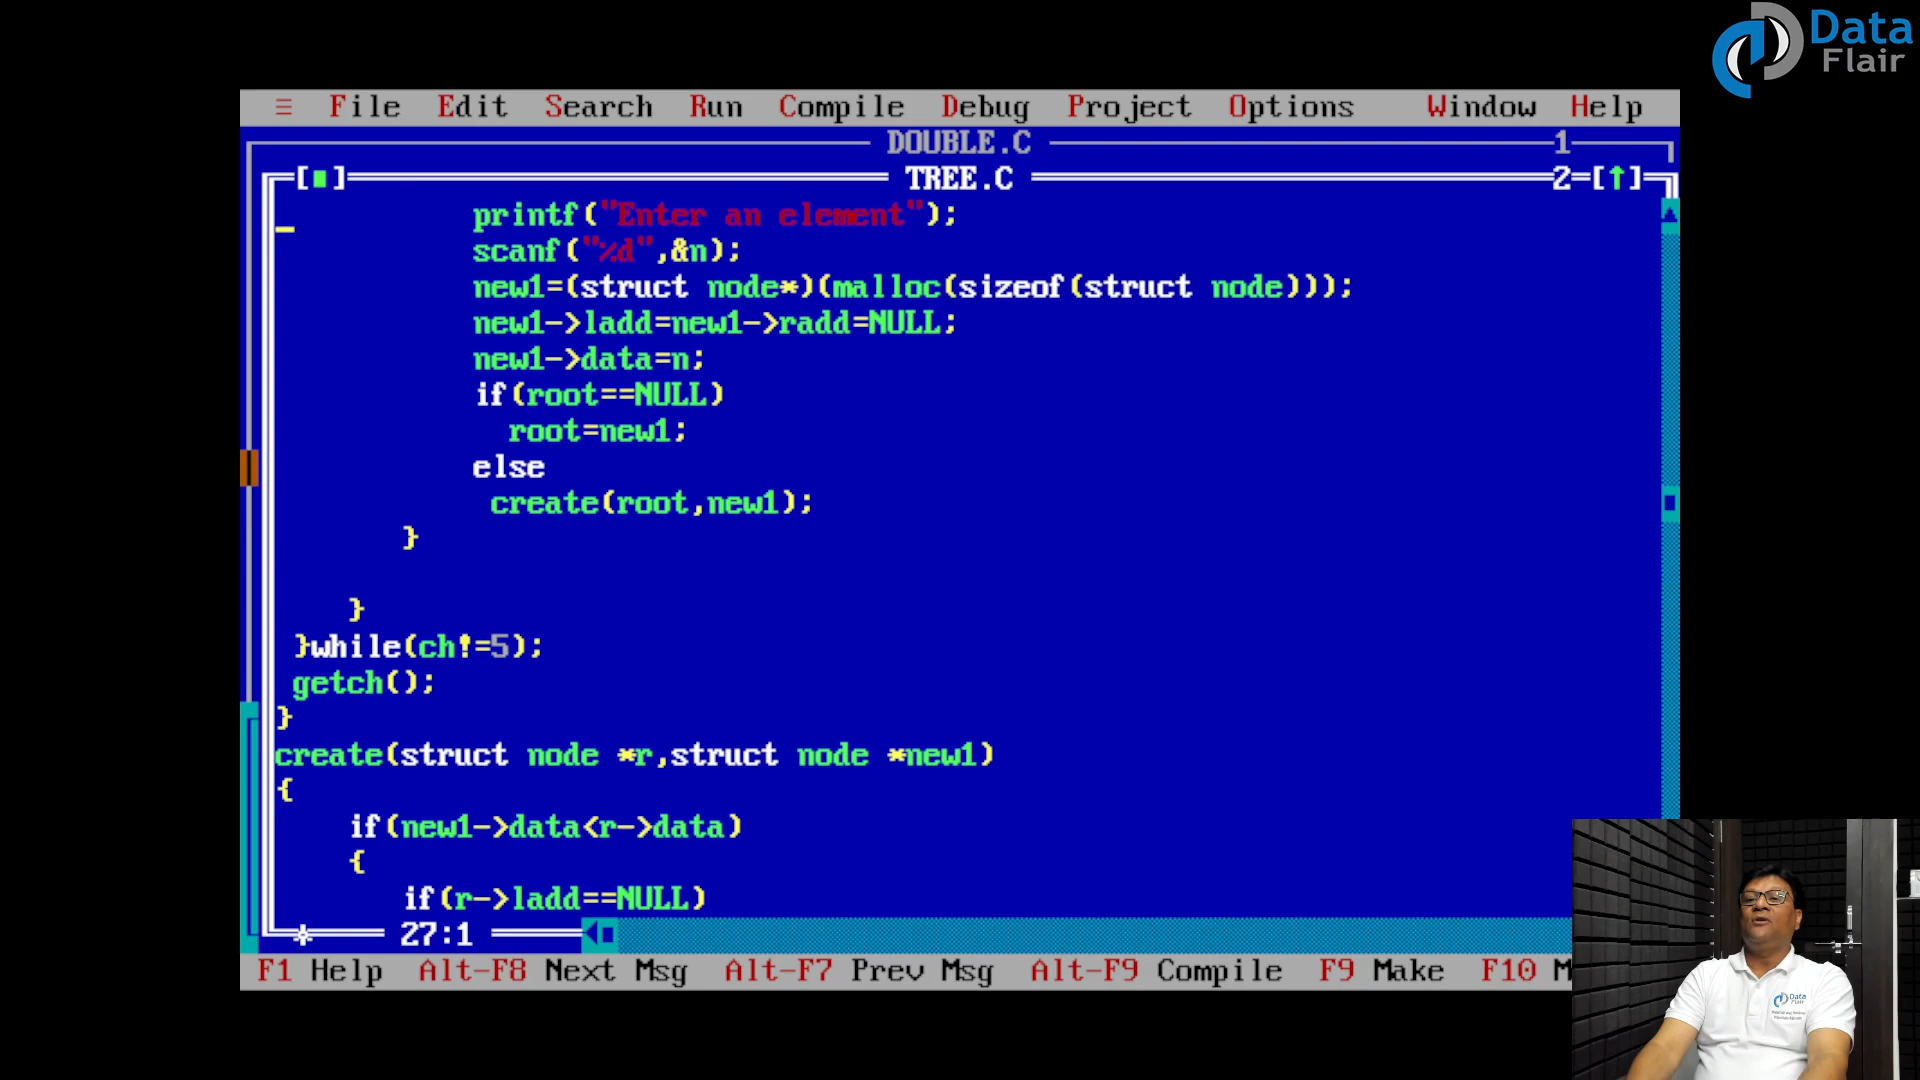 Data
Flair
≡ File Edit Search Run Compile Debug Project Options Window Help
DOUBLE.C 1
[■] TREE.C 2=[↑]
printf("Enter an element");
scanf("%d",&n);
new1=(struct node*)(malloc(sizeof(struct node)));
new1->ladd=new1->radd=NULL;
new1->data=n;
if(root==NULL)
root=new1;
else
create(root,new1);
}
}
}while(ch!=5);
getch();
}
create(struct node *r,struct node *new1)
{
if(new1->data<r->data)
{
if(r->ladd==NULL)
27:1
F1 Help Alt-F8 Next Msg Alt-F7 Prev Msg Alt-F9 Compile F9 Make F10 M
Data
Flair